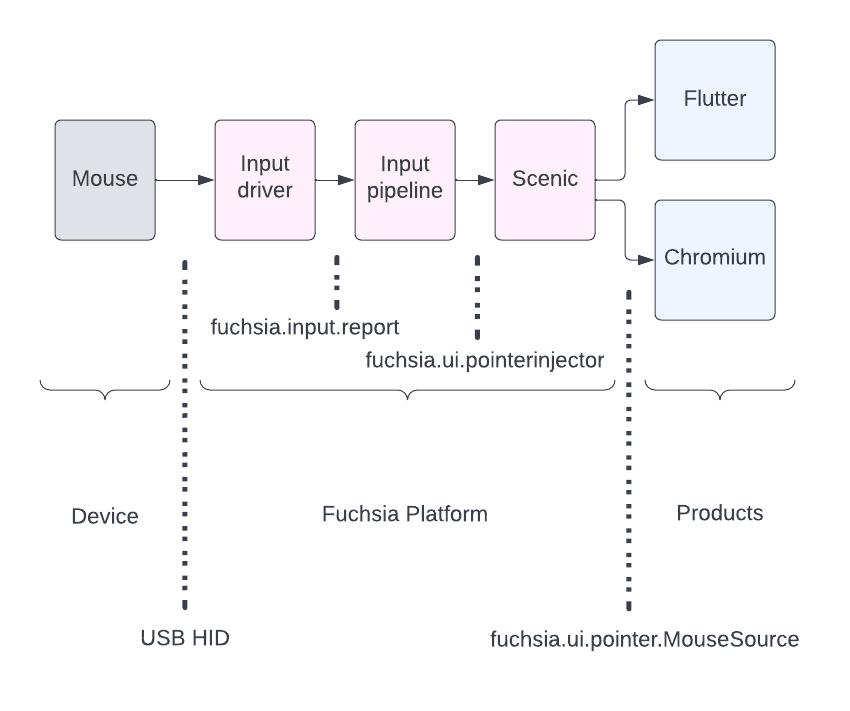 Flutter
Mouse
Input
driver
Input
pipeline
Scenic
Chromium
fuchsia.input.report
fuchsia.ui.pointerinjector
Device
Fuchsia Platform
Products
USB HID
fuchsia.ui.pointer.MouseSource